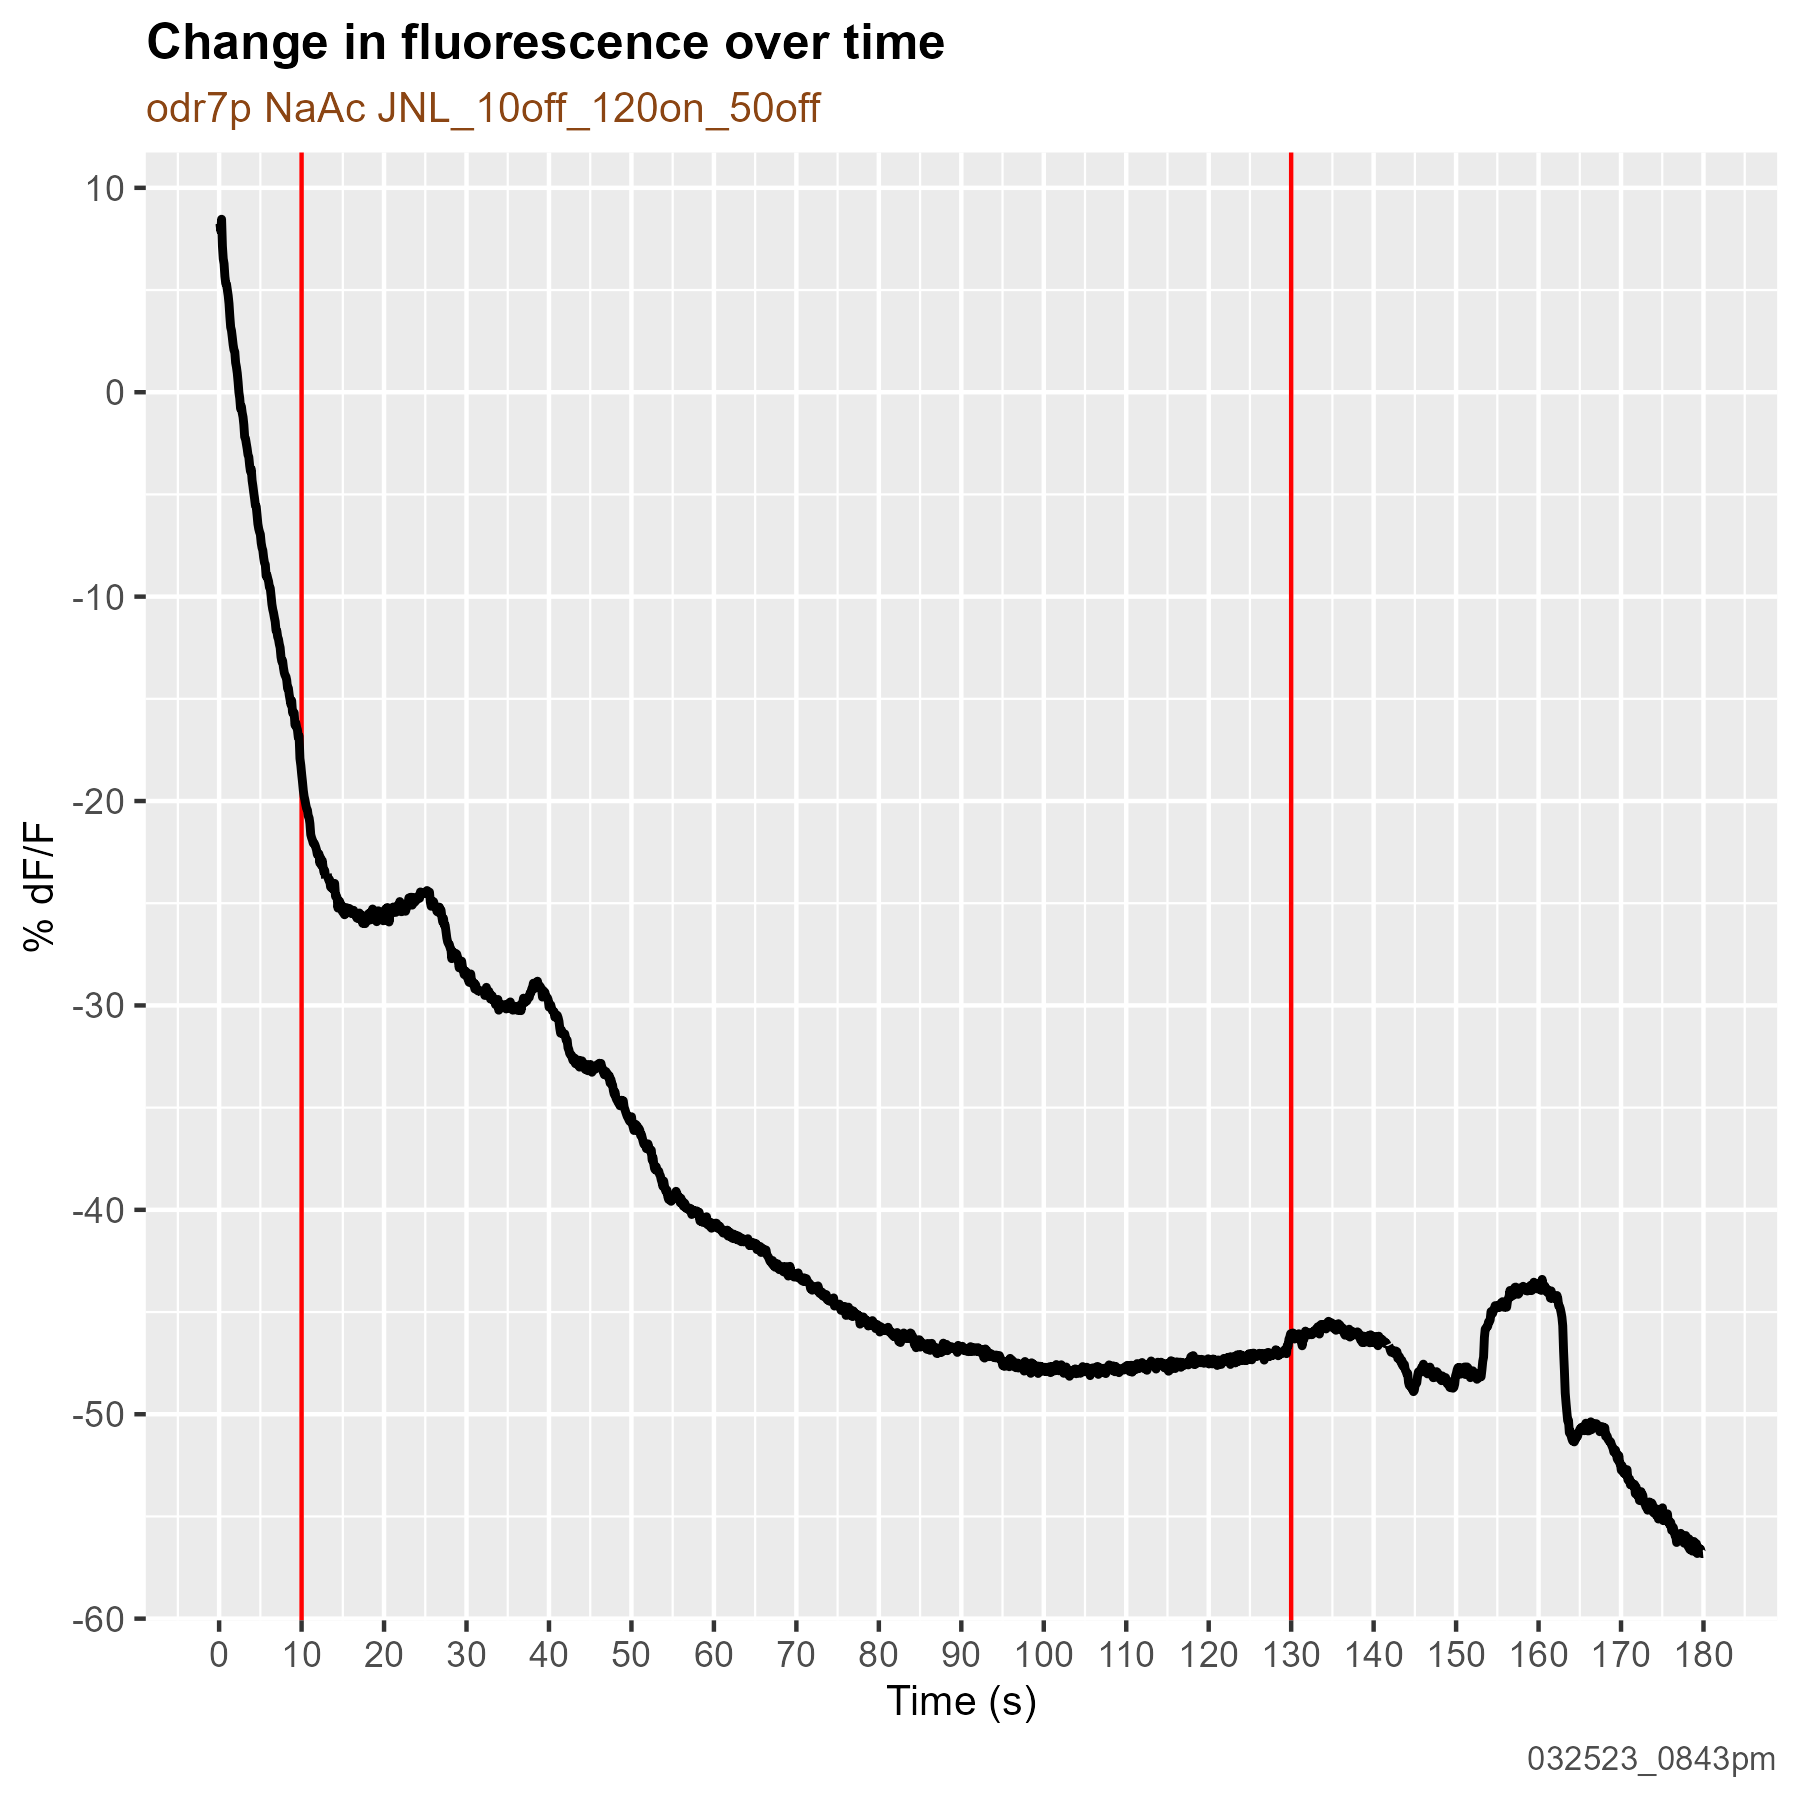 Change in fluorescence over time
odr7p NaAc JNL_10off_120on_50off
10
0
-10
-20
-30
-40
-50
-60
% dF/F
0 10 20 30 40 50 60 70 80 90 100 110 120 130 140 150 160 170 180
Time (s)
032523_0843pm